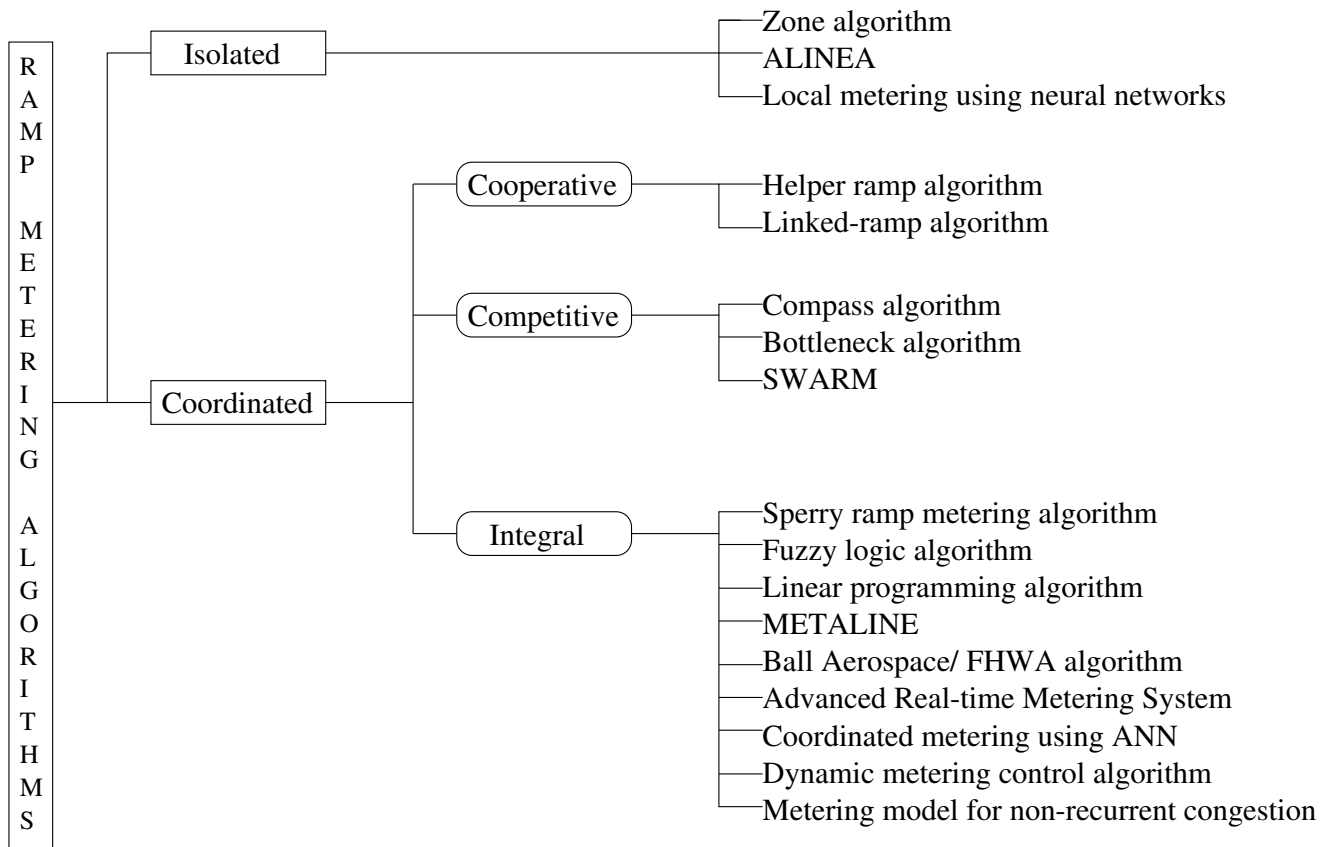 RAMP METERING ALGORITHMS
Isolated
Zone algorithm
ALINEA
Local metering using neural networks
Cooperative
Helper ramp algorithm
Linked-ramp algorithm
Competitive
Compass algorithm
Bottleneck algorithm
SWARM
Coordinated
Integral
Sperry ramp metering algorithm
Fuzzy logic algorithm
Linear programming algorithm
METALINE
Ball Aerospace/ FHWA algorithm
Advanced Real-time Metering System
Coordinated metering using ANN
Dynamic metering control algorithm
Metering model for non-recurrent congestion